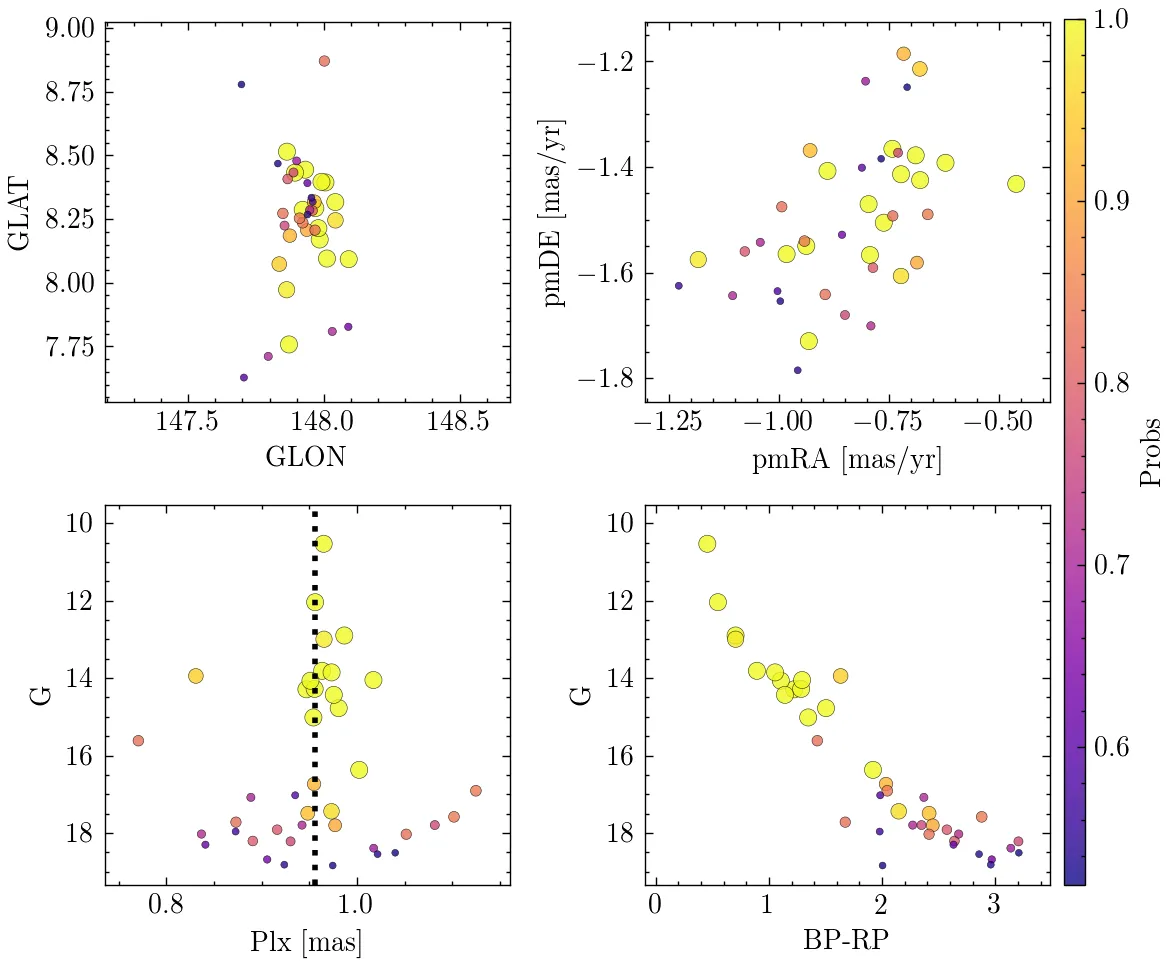 9.00
8.75
8.50
8.25
8.00
7.75
GLAT
147.5 148.0 148.5
GLON
−1.2
−1.4
−1.6
−1.8
pmDE [mas/yr]
−1.25 −1.00 −0.75 −0.50
pmRA [mas/yr]
10
12
14
16
18
G
0.8 1.0
Plx [mas]
10
12
14
16
18
G
0 1 2 3
BP-RP
1.0
0.9
0.8
0.7
0.6
Probs